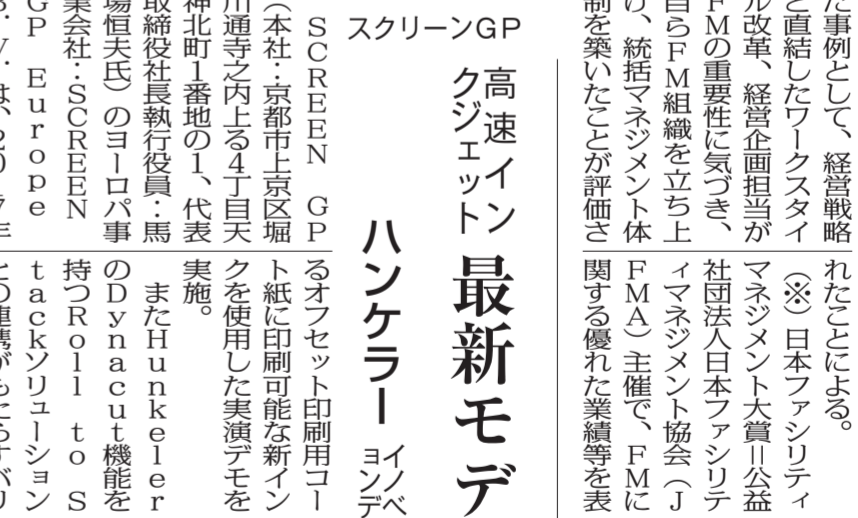 た事例として、経営戦略
と直結したワークスタイ
ル改革、経営企画担当が
FMの重要性に気づき、
自らFM組織を立ち上
げ、統括マネジメント体
制を築いたことが評価さ
れたことによる。
（※）日本ファシリティ
マネジメント大賞＝公益
社団法人日本ファシリテ
ィマネジメント協会（J
FMA）主催で、FMに
関する優れた業績等を表
スクリーンGP
高速イン
クジェット
最新モデ
ハンケラー
イノベ
ョンデ
SCREEN GP
（本社：京都市上京区堀
川通寺之内上る4丁目天
神北町1番地の1、代表
取締役社長執行役員：馬
場恒夫氏）のヨーロパ事
業会社：SCREEN
GP Europe
るオフセット印刷用コー
ト紙に印刷可能な新イン
クを使用した実演デモを
実施。
またHunkeler
のDynacut機能を
持つRoll to S
tackソリューション
との連携がもたらすバリ